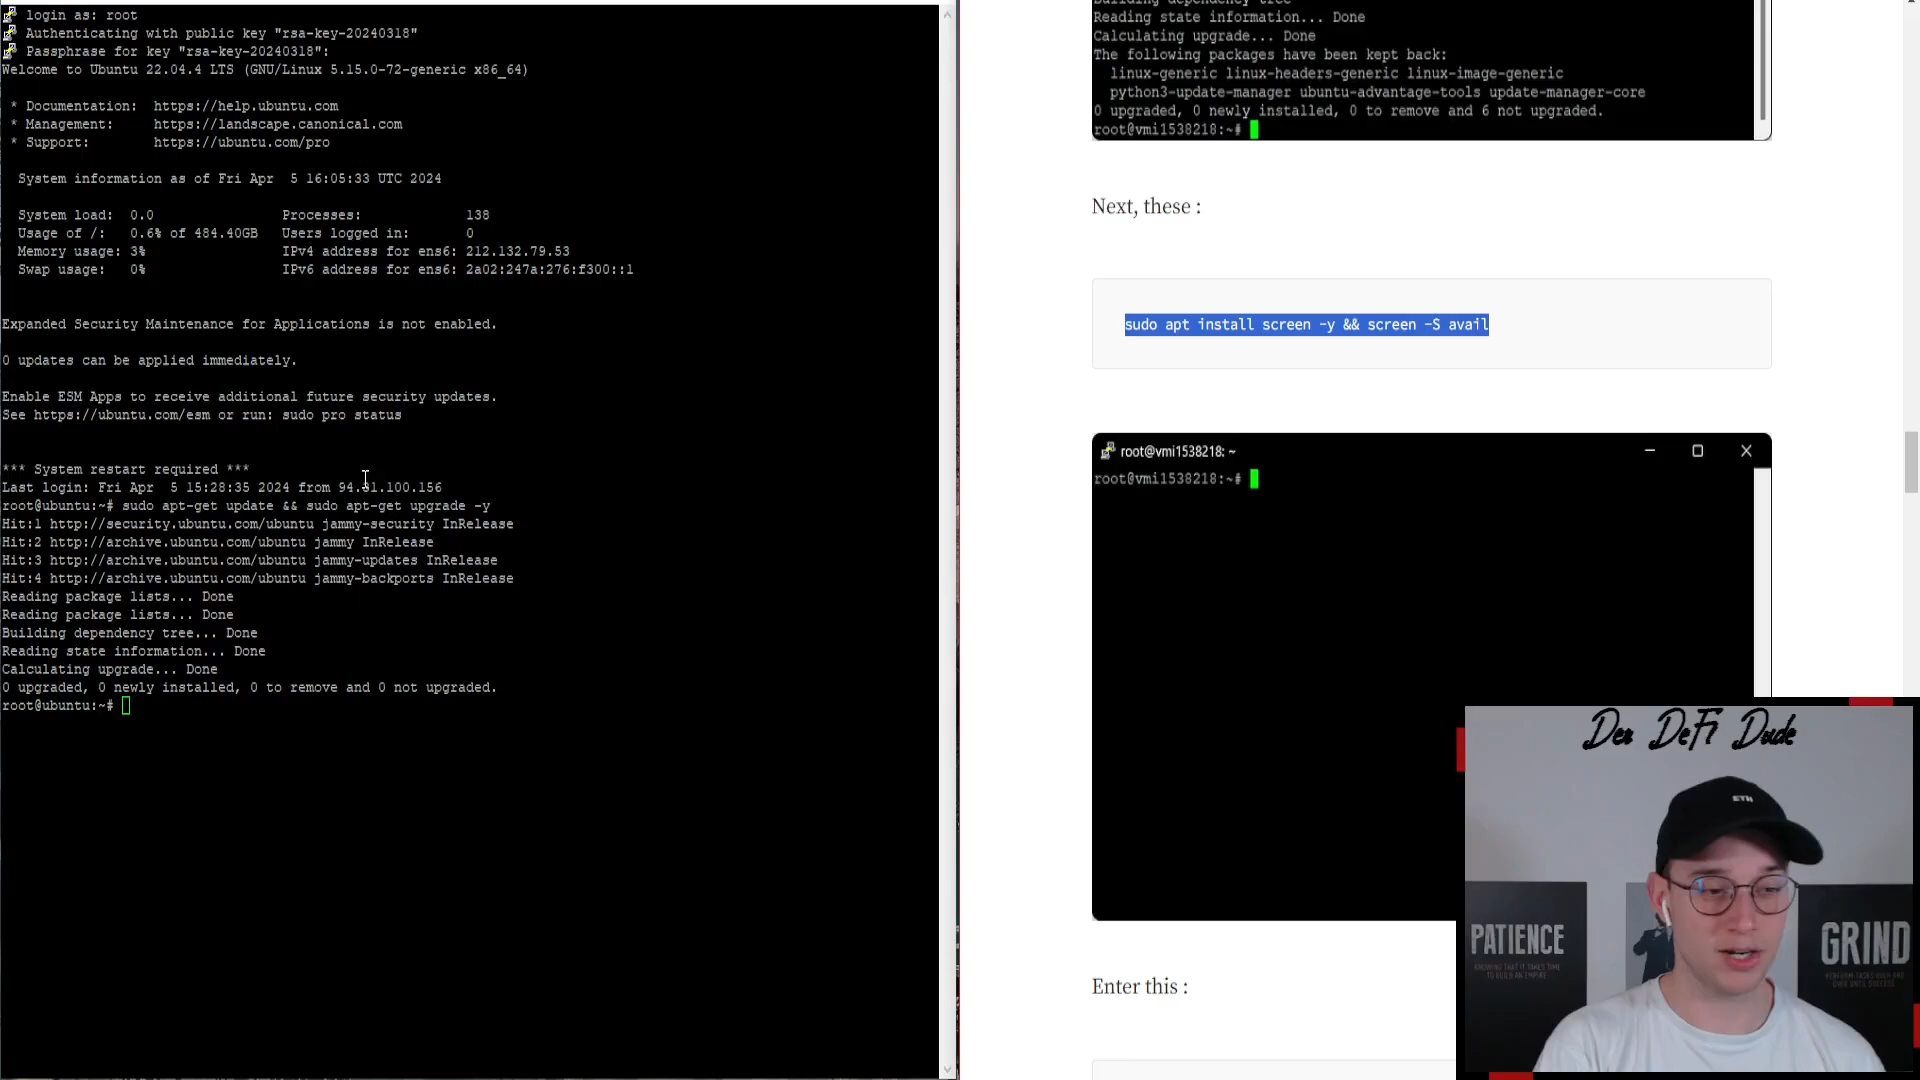 login as: root
Authenticating with public key "rsa-key-20240318"
Passphrase for key "rsa-key-20240318":
Welcome to Ubuntu 22.04.4 LTS (GNU/Linux 5.15.0-72-generic x86_64)
* Documentation: https://help.ubuntu.com
* Management: https://landscape.canonical.com
* Support: https://ubuntu.com/pro
System information as of Fri Apr 5 16:05:33 UTC 2024
System load: 0.0 Processes: 138
Usage of /: 0.6% of 484.40GB Users logged in: 0
Memory usage: 3% IPv4 address for ens6: 212.132.79.53
Swap usage: 0% IPv6 address for ens6: 2a02:247a:276:f300::1
Expanded Security Maintenance for Applications is not enabled.
0 updates can be applied immediately.
Enable ESM Apps to receive additional future security updates.
See https://ubuntu.com/esm or run: sudo pro status
*** System restart required ***
Last login: Fri Apr 5 15:28:35 2024 from
root@ubuntu:~# sudo apt-get update && sudo apt-get upgrade -y
Hit:1 http://security.ubuntu.com/ubuntu jammy-security InRelease
Hit:2 http://archive.ubuntu.com/ubuntu jammy InRelease
Hit:3 http://archive.ubuntu.com/ubuntu jammy-updates InRelease
Hit:4 http://archive.ubuntu.com/ubuntu jammy-backports InRelease
Reading package lists... Done
Reading package lists... Done
Building dependency tree... Done
Reading state information... Done
Calculating upgrade... Done
0 upgraded, 0 newly installed, 0 to remove and 0 not upgraded.
root@ubuntu:~#
Building dependency tree
Reading state information... Done
Calculating upgrade... Done
The following packages have been kept back:
linux-generic linux-headers-generic linux-image-generic
python3-update-manager ubuntu-advantage-tools update-manager-core
0 upgraded, 0 newly installed, 0 to remove and 6 not upgraded.
root@vmi1538218:~#
Next, these :
sudo apt install screen -y && screen -S avail
root@vmi1538218: ~
root@vmi1538218:~#
Enter this :
Der DeFi Dude
ETH
PATIENCE
KNOWING THAT IT TAKES TIME
TO BUILD AN EMPIRE
GRIND